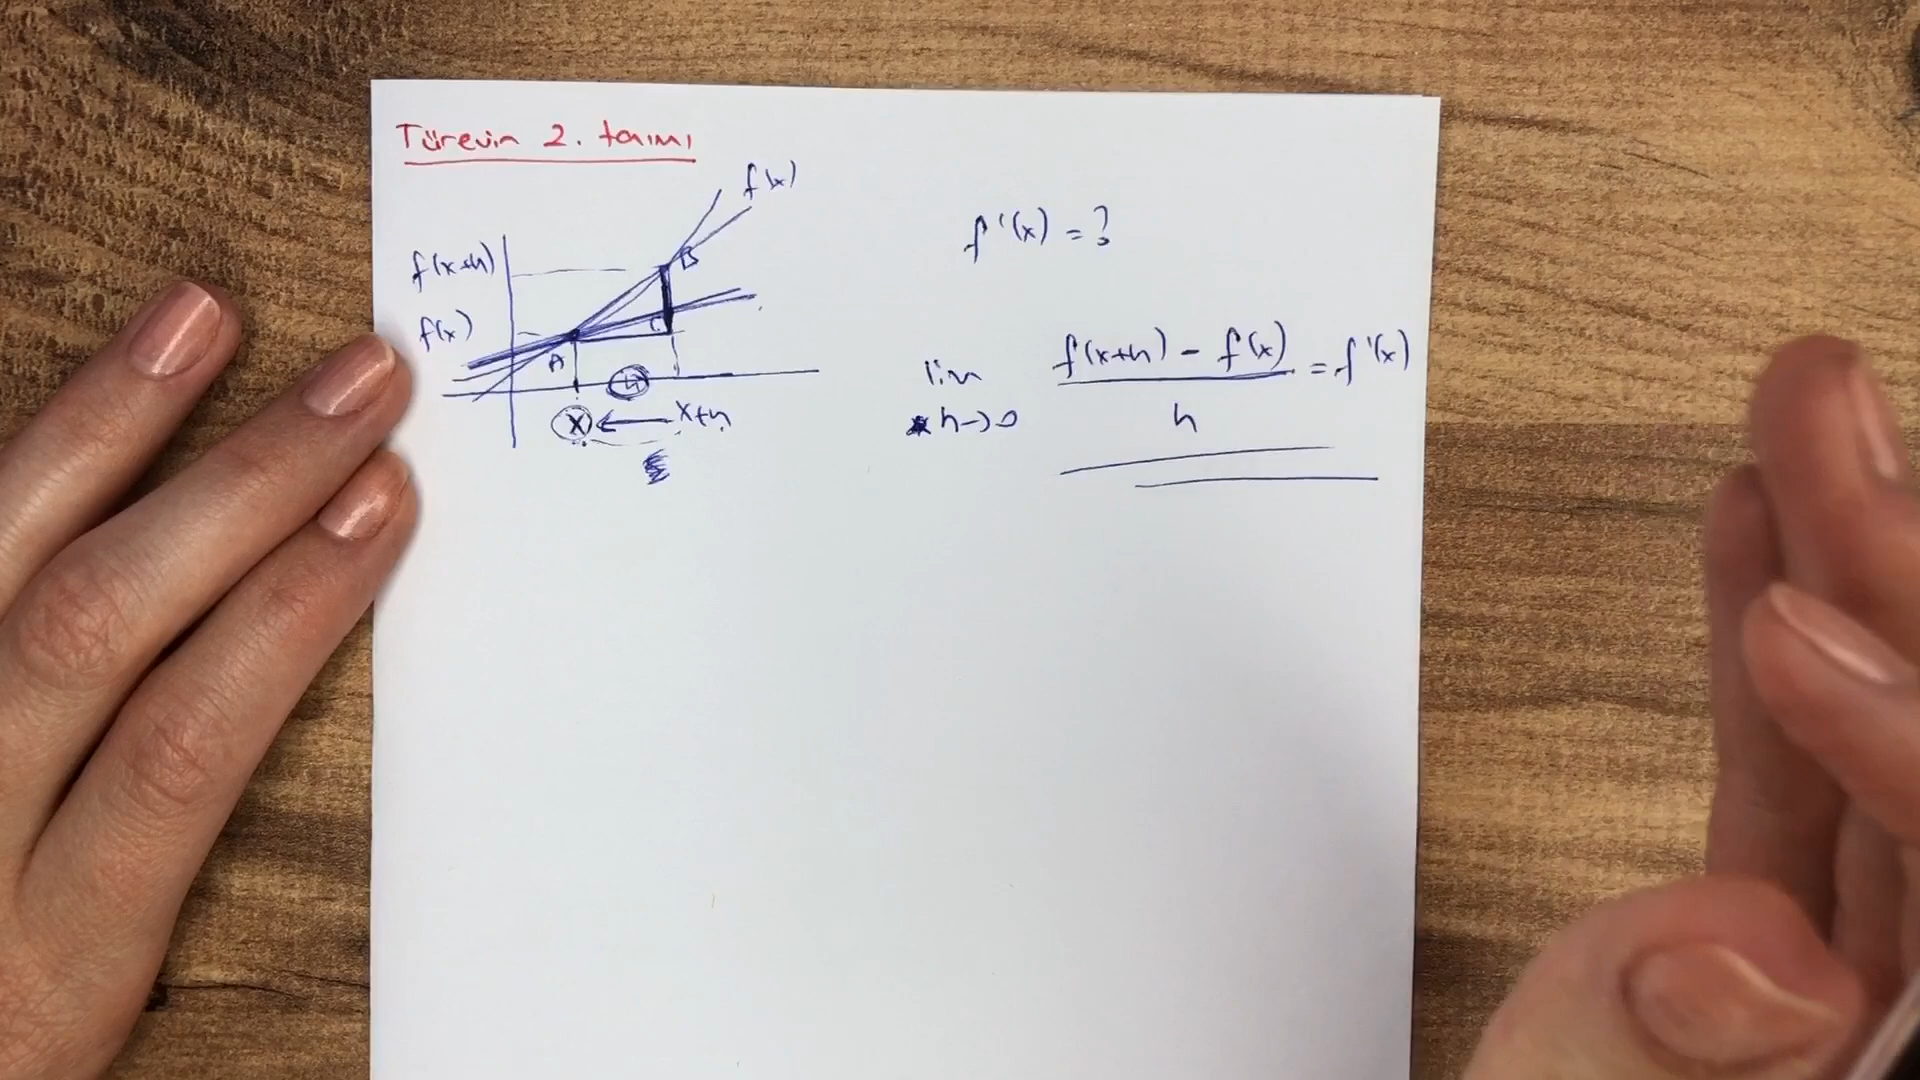 Türevin 2. tanımı
f(x)
f(x+h)
B
f(x)
C
A
h
x
x+h
f'(x) = ?
lim h→0 f(x+h) - f(x) / h = f'(x)